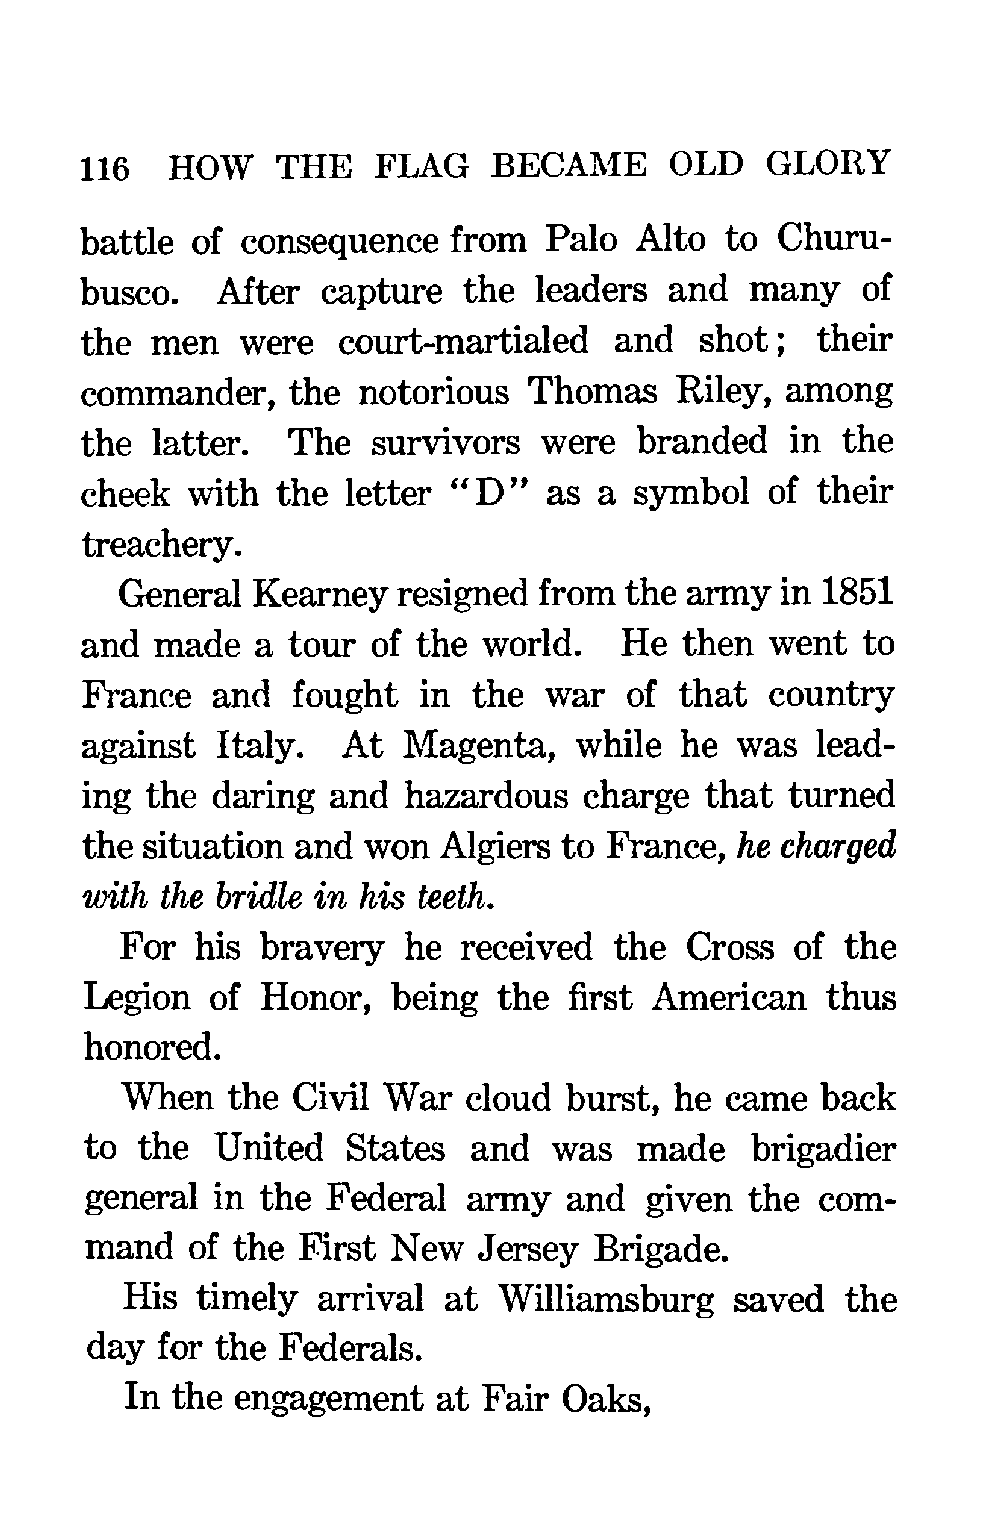 116 HOW THE FLAG BECAME OLD GLORY
battle of consequence from Palo Alto to Churu-
busco. After capture the leaders and many of
the men were court-martialed and shot; their
commander, the notorious Thomas Riley, among
the latter. The survivors were branded in the
cheek with the letter "D" as a symbol of their
treachery.
General Kearney resigned from the army in 1851
and made a tour of the world. He then went to
France and fought in the war of that country
against Italy. At Magenta, while he was lead-
ing the daring and hazardous charge that turned
the situation and won Algiers to France, he charged
with the bridle in his teeth.
For his bravery he received the Cross of the
Legion of Honor, being the first American thus
honored.
When the Civil War cloud burst, he came back
to the United States and was made brigadier
general in the Federal army and given the com-
mand of the First New Jersey Brigade.
His timely arrival at Williamsburg saved the
day for the Federals.
In the engagement at Fair Oaks,